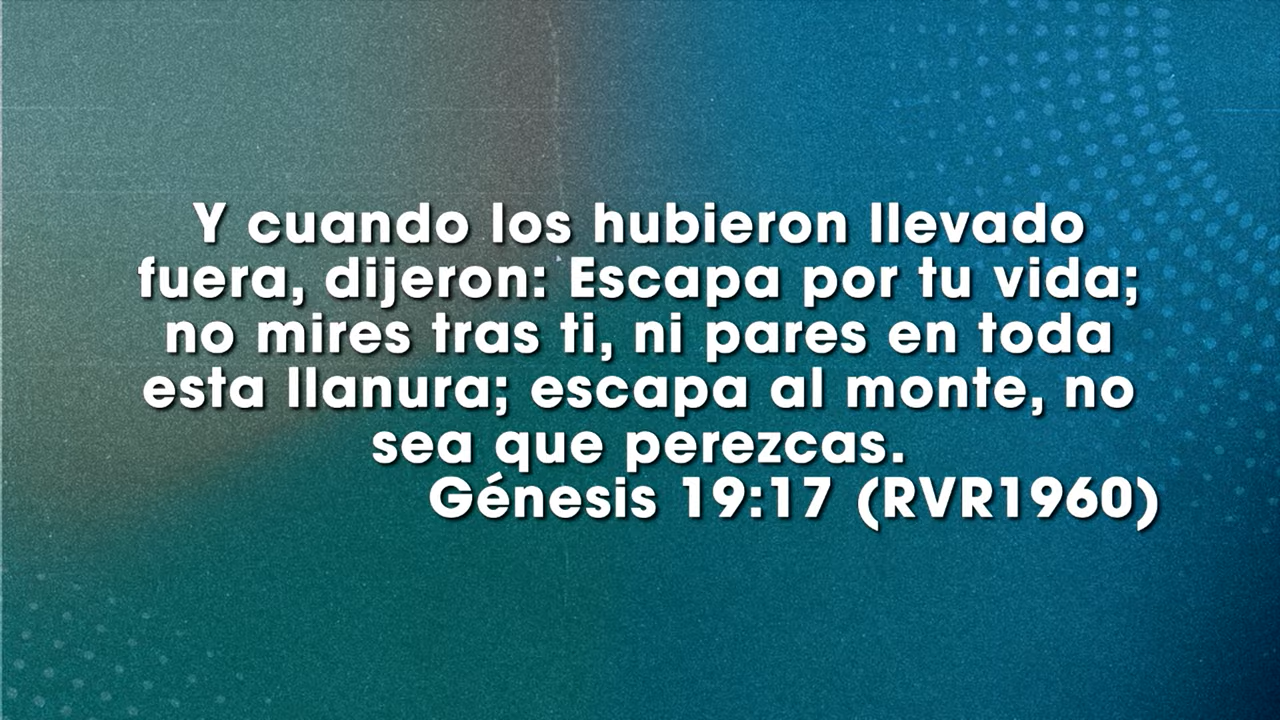 Y cuando los hubieron llevado
fuera, dijeron: Escapa por tu vida;
no mires tras ti, ni pares en toda
esta llanura; escapa al monte, no
sea que perezcas.
Génesis 19:17 (RVR1960)